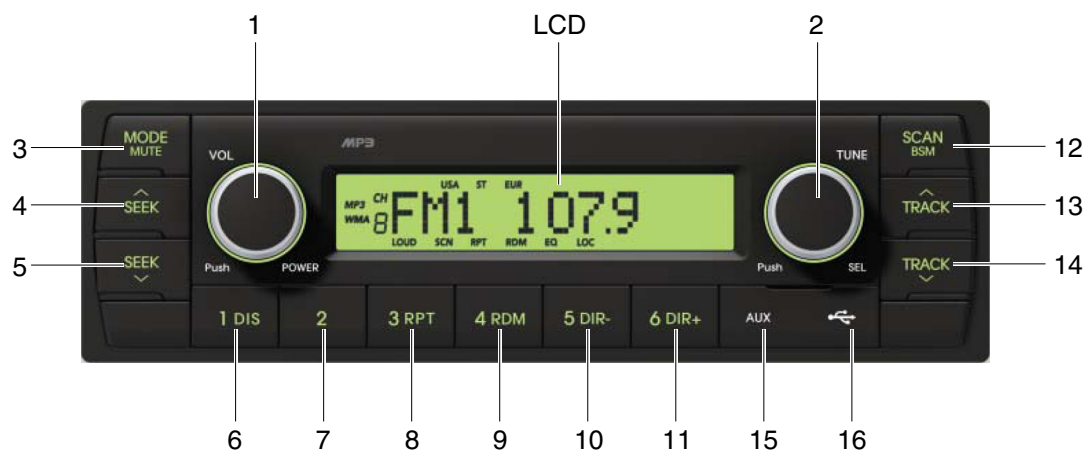 1 LCD 2
3 MODE MUTE
VOL
MP3
TUNE
SCAN BSM 12
4 SEEK
USA ST EUR
MP3 CH
WMA 8 FM1 107.9
LOUD SCN RPT RDM EQ LOC
TRACK 13
5 SEEK
Push POWER
Push SEL
TRACK 14
1 DIS 2 3 RPT 4 RDM 5 DIR- 6 DIR+ AUX
6 7 8 9 10 11 15 16